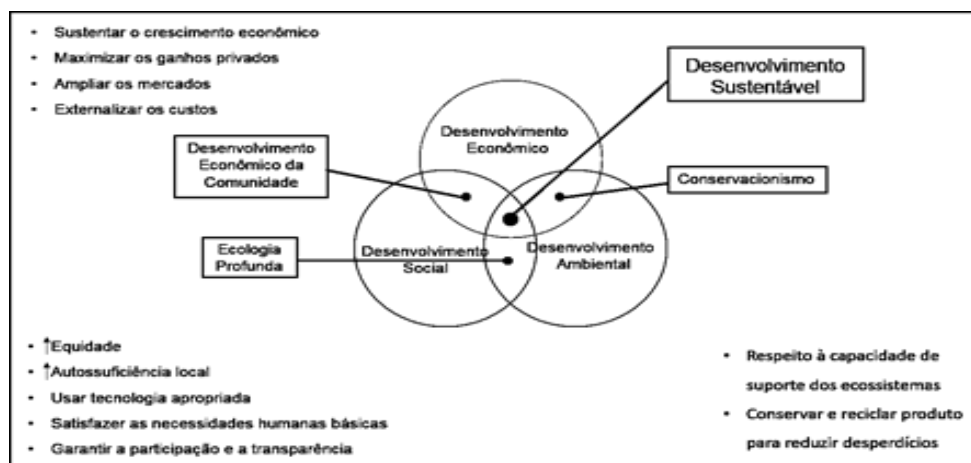 • Sustentar o crescimento econômico
• Maximizar os ganhos privados
• Ampliar os mercados
• Externalizar os custos
Desenvolvimento
Sustentável
Desenvolvimento
Econômico
Desenvolvimento
Econômico da
Comunidade
Conservacionismo
Ecologia
Profunda
Desenvolvimento
Social
Desenvolvimento
Ambiental
• ↑Equidade
• ↑Autossuficiência local
• Usar tecnologia apropriada
• Satisfazer as necessidades humanas básicas
• Garantir a participação e a transparência
• Respeito à capacidade de
suporte dos ecossistemas
• Conservar e reciclar produto
para reduzir desperdícios